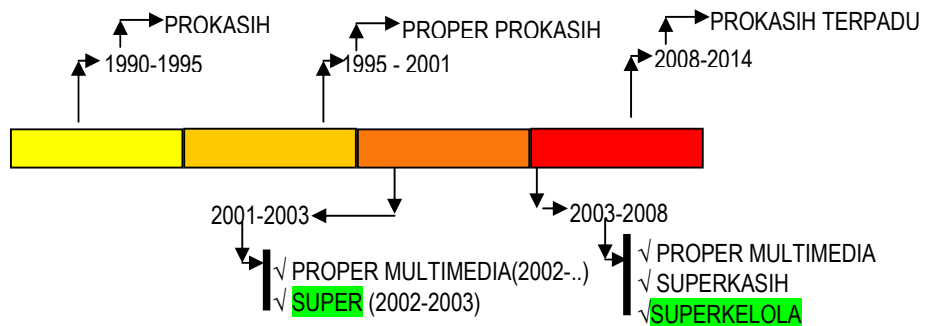 PROKASIH
1990-1995
PROPER PROKASIH
1995 - 2001
PROKASIH TERPADU
2008-2014
2001-2003
√ PROPER MULTIMEDIA(2002-..)
√ SUPER (2002-2003)
2003-2008
√ PROPER MULTIMEDIA
√ SUPERKASIH
√SUPERKELOLA